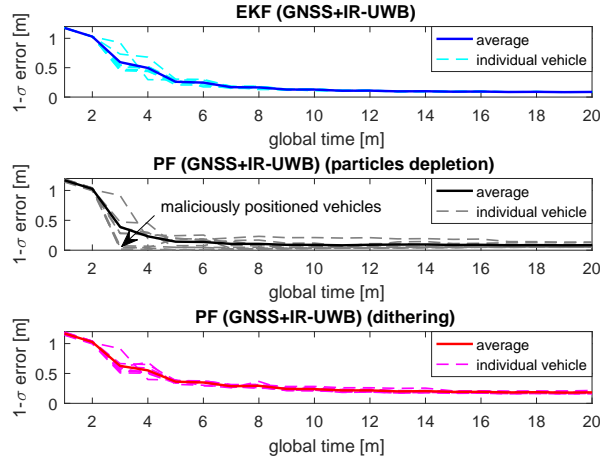 EKF (GNSS+IR-UWB)
1-σ error [m]
1
0.5
0
average
individual vehicle
2 4 6 8 10 12 14 16 18 20
global time [m]
PF (GNSS+IR-UWB) (particles depletion)
1-σ error [m]
1
0.5
0
maliciously positioned vehicles
average
individual vehicle
2 4 6 8 10 12 14 16 18 20
global time [m]
PF (GNSS+IR-UWB) (dithering)
1-σ error [m]
1
0.5
0
average
individual vehicle
2 4 6 8 10 12 14 16 18 20
global time [m]